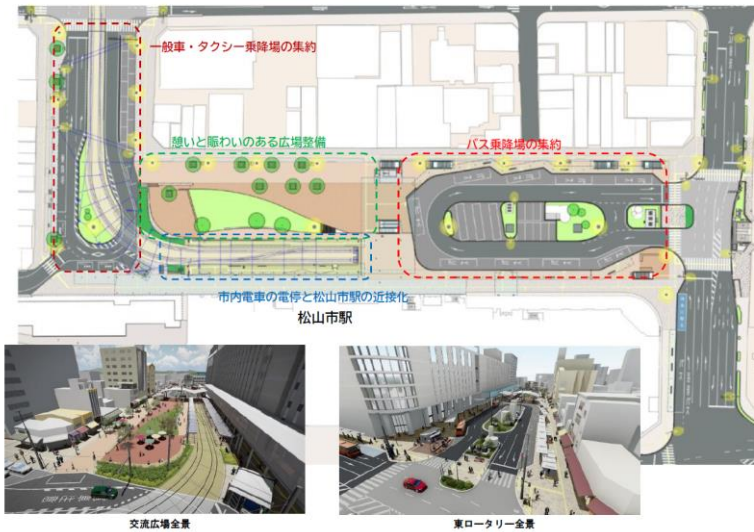 一般車・タクシー乗降場の集約
憩いと賑わいのある広場整備
バス乗降場の集約
市内電車の電停と松山市駅の近接化
松山市駅
交流広場全景
東ロータリー全景